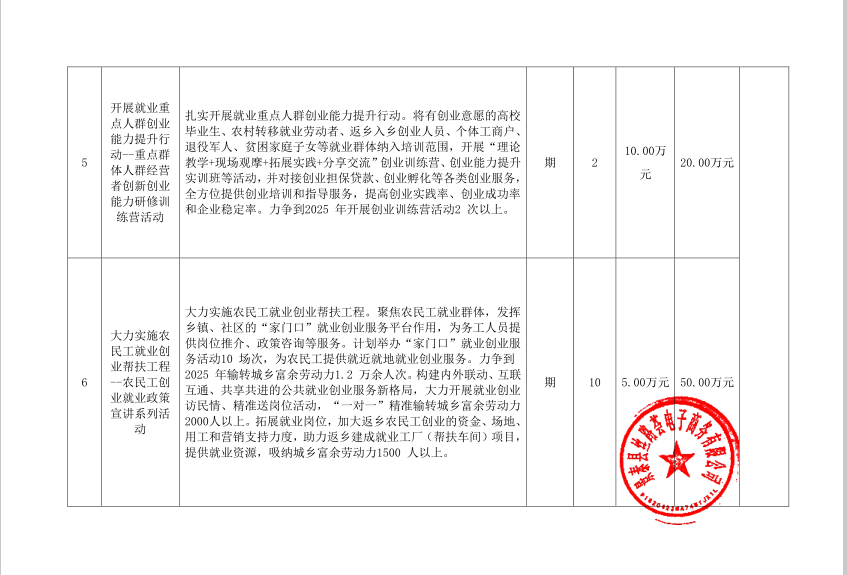 5
开展就业重
点人群创业
能力提升行
动--重点群
体人群经营
者创新创业
能力研修训
练营活动
扎实开展就业重点人群创业能力提升行动。将有创业意愿的高校
毕业生、农村转移就业劳动者、返乡入乡创业人员、个体工商户、
退役军人、贫困家庭子女等就业群体纳入培训范围，开展“理论
教学+现场观摩+拓展实践+分享交流”创业训练营、创业能力提升
实训班等活动，并对接创业担保贷款、创业孵化等各类创业服务，
全方位提供创业培训和指导服务，提高创业实践率、创业成功率
和企业稳定率。力争到2025 年开展创业训练营活动2 次以上。
期
2
10.00万
元
20.00万元
6
大力实施农
民工就业创
业帮扶工程
--农民工创
业就业政策
宣讲系列活
动
大力实施农民工就业创业帮扶工程。聚焦农民工就业群体，发挥
乡镇、社区的“家门口”就业创业服务平台作用，为务工人员提
供岗位推介、政策咨询等服务。计划举办“家门口”就业创业服
务活动10 场次，为农民工提供就近就地就业创业服务。力争到
2025 年输转城乡富余劳动力1.2 万余人次。构建内外联动、互联
互通、共享共进的公共就业创业服务新格局，大力开展就业创业
访民情、精准送岗位活动，“一对一”精准输转城乡富余劳动力
2000人以上。拓展就业岗位，加大返乡农民工创业的资金、场地、
用工和营销支持力度，助力返乡建成就业工厂（帮扶车间）项目，
提供就业资源，吸纳城乡富余劳动力1500 人以上。
期
10
5.00万元
50.00万元
县丝路荟电子商务有限公司